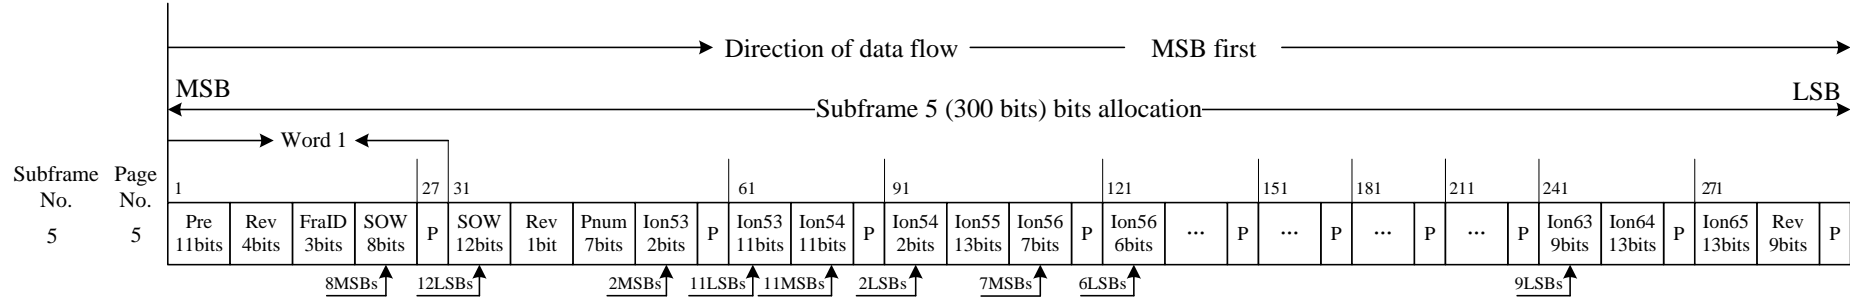 Direction of data flow
MSB first
MSB
LSB
Subframe 5 (300 bits) bits allocation
Word 1
Subframe No.
Page No.
1
27
31
61
91
121
151
181
211
241
271
5
5
Pre 11bits
Rev 4bits
FraID 3bits
SOW 8bits
P
SOW 12bits
Rev 1bit
Pnum 7bits
Ion53 2bits
P
Ion53 11bits
Ion54 11bits
P
Ion54 2bits
Ion55 13bits
Ion56 7bits
P
Ion56 6bits
...
P
...
P
...
P
...
P
Ion63 9bits
Ion64 13bits
P
Ion65 13bits
Rev 9bits
P
8MSBs
12LSBs
2MSBs
11LSBs
11MSBs
2LSBs
7MSBs
6LSBs
9LSBs